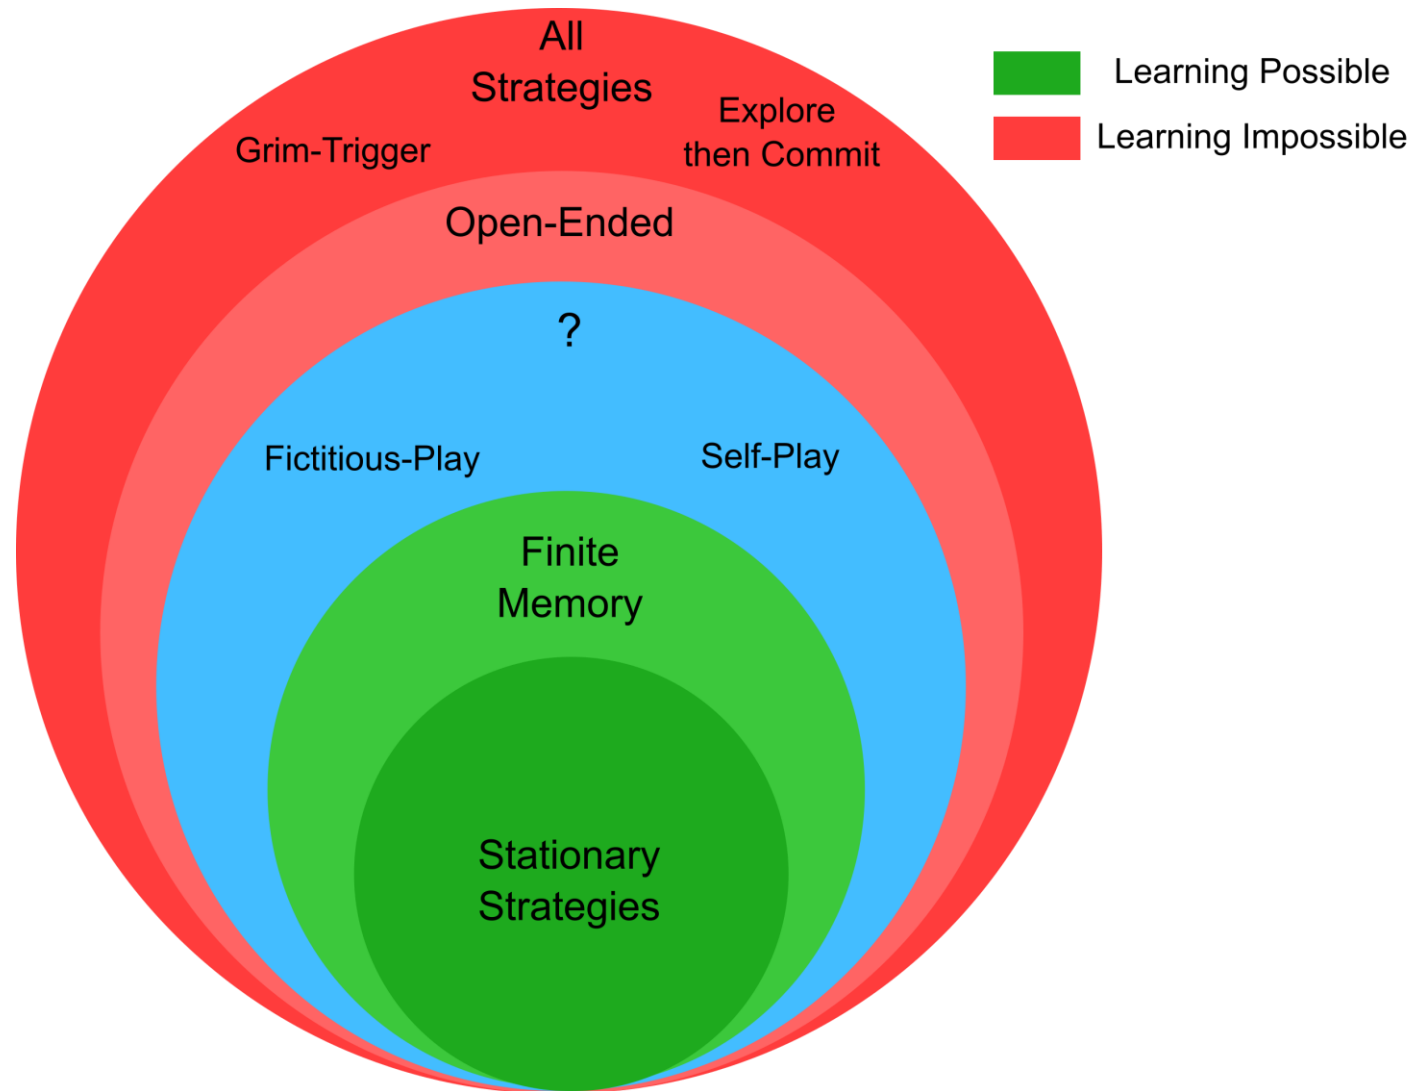 All
Strategies
Grim-Trigger
Explore
then Commit
Open-Ended
?
Fictitious-Play
Self-Play
Finite
Memory
Stationary
Strategies
Learning Possible
Learning Impossible